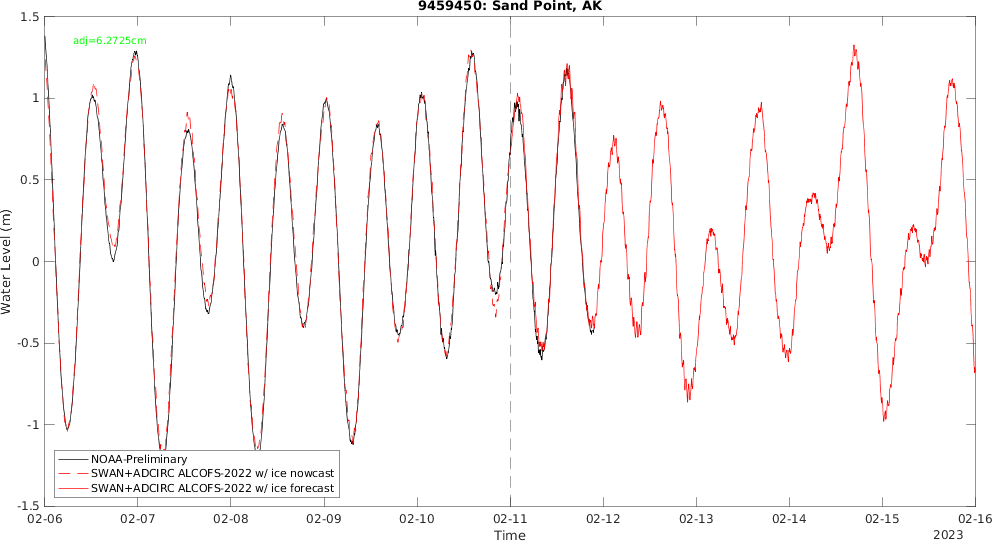 9459450: Sand Point, AK
adj=6.2725cm
1.5
1
0.5
0
-0.5
-1
-1.5
Water Level (m)
NOAA-Preliminary
SWAN+ADCIRC ALCOFS-2022 w/ ice nowcast
SWAN+ADCIRC ALCOFS-2022 w/ ice forecast
02-06 02-07 02-08 02-09 02-10 02-11 02-12 02-13 02-14 02-15 02-16
Time
2023